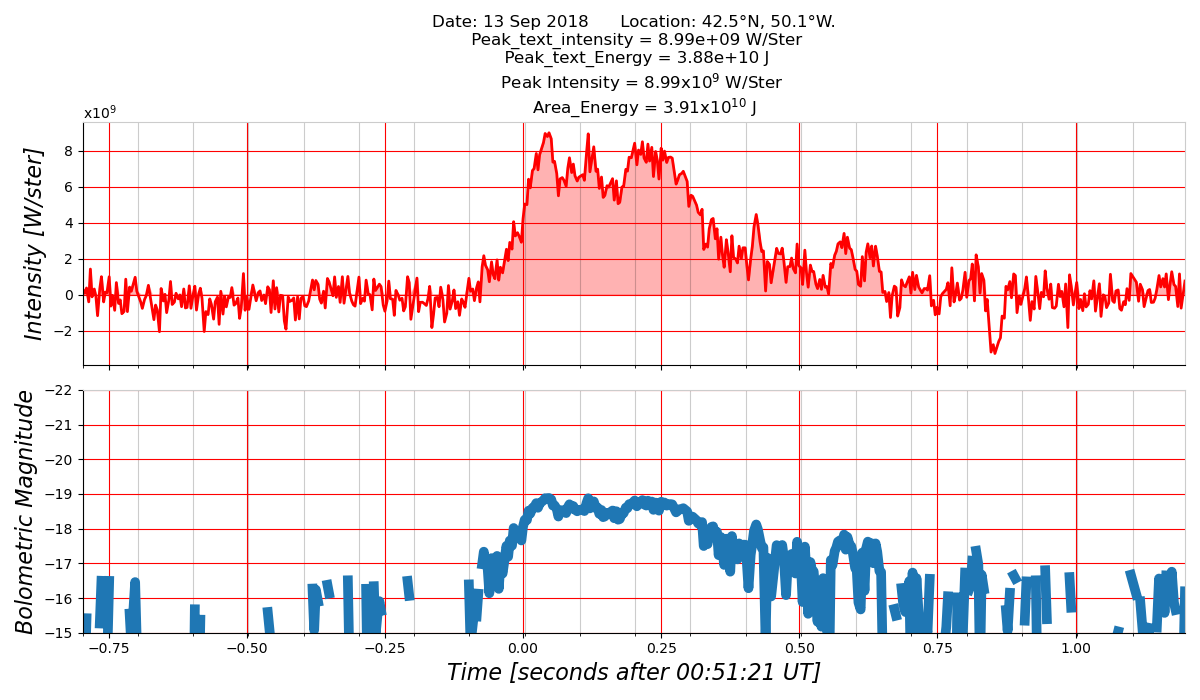 Date: 13 Sep 2018 Location: 42.5°N, 50.1°W.
Peak_text_intensity = 8.99e+09 W/Ster
Peak_text_Energy = 3.88e+10 J
Peak Intensity = 8.99x10⁹ W/Ster
Area_Energy = 3.91x10¹⁰ J
x10⁹
Intensity [W/ster]
8
6
4
2
0
−2
Bolometric Magnitude
−22
−21
−20
−19
−18
−17
−16
−15
−0.75 −0.50 −0.25 0.00 0.25 0.50 0.75 1.00
Time [seconds after 00:51:21 UT]